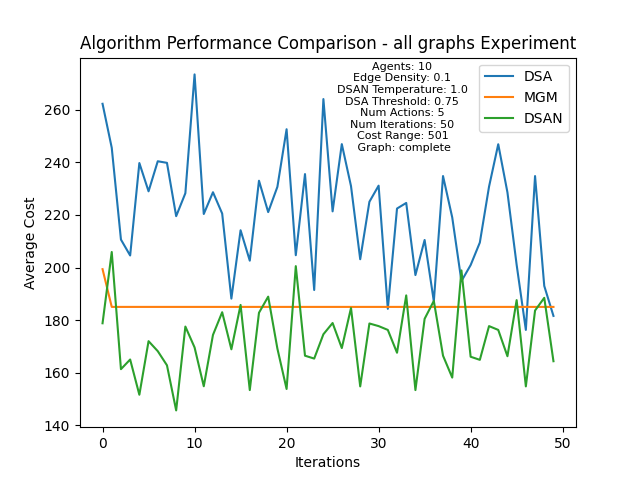 Algorithm Performance Comparison - all graphs Experiment
Agents: 10
Edge Density: 0.1
DSAN Temperature: 1.0
DSA Threshold: 0.75
Num Actions: 5
Num Iterations: 50
Cost Range: 501
Graph: complete
DSA
MGM
DSAN
Average Cost
260
240
220
200
180
160
140
0
10
20
30
40
50
Iterations